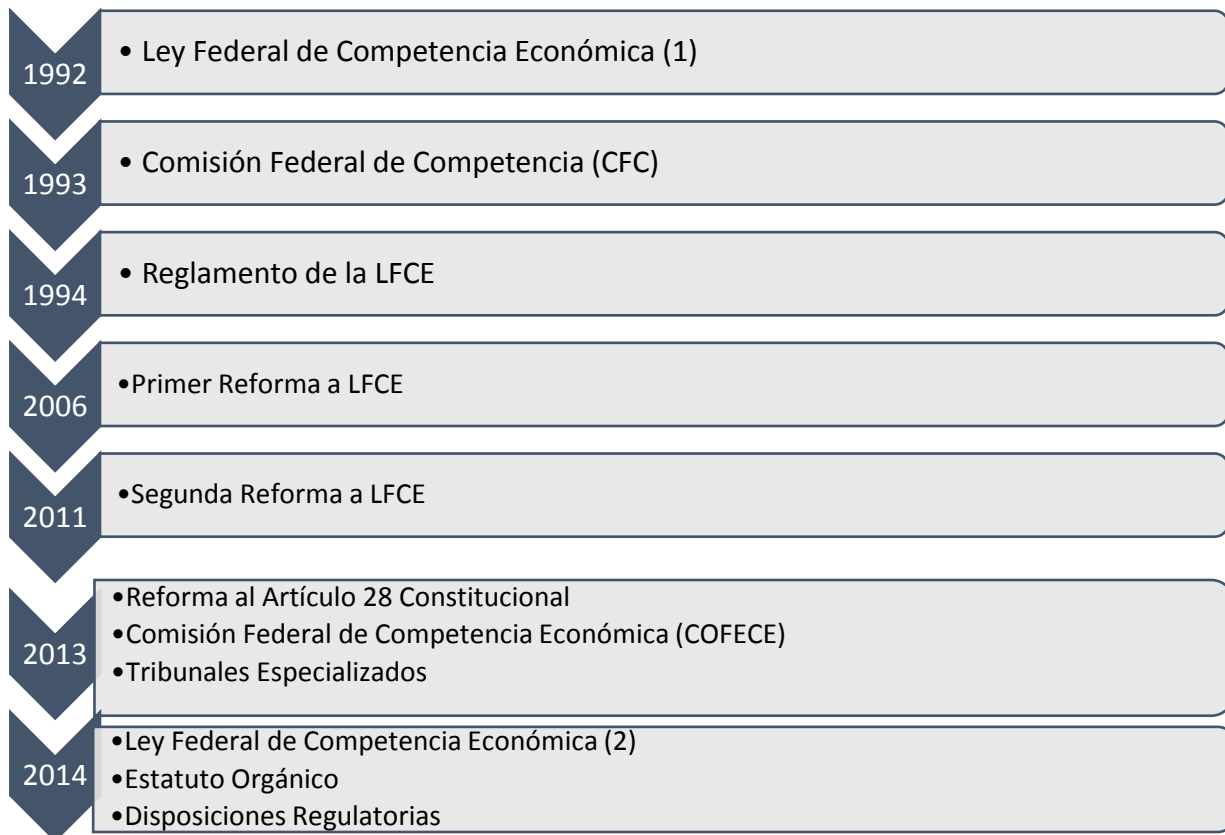 1992
• Ley Federal de Competencia Económica (1)
1993
• Comisión Federal de Competencia (CFC)
1994
• Reglamento de la LFCE
2006
•Primer Reforma a LFCE
2011
•Segunda Reforma a LFCE
2013
•Reforma al Artículo 28 Constitucional
•Comisión Federal de Competencia Económica (COFECE)
•Tribunales Especializados
2014
•Ley Federal de Competencia Económica (2)
•Estatuto Orgánico
•Disposiciones Regulatorias